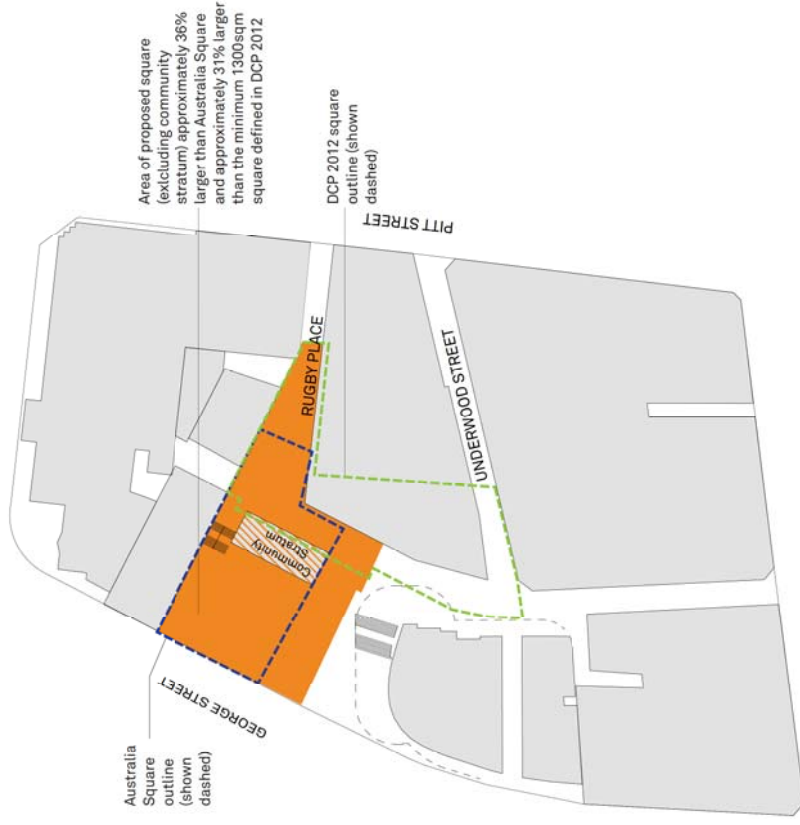 Area of proposed square
(exlcluding community
stratum) approximately 36%
larger than Australia Square
and approximately 31% larger
than the minimum 1300sqm
square defined in DCP 2012
DCP 2012 square
outline (shown
dashed)
PITT STREET
RUGBY PLACE
UNDERWOOD STREET
Community
Stratum
GEORGE STREET
Australia
Square
outline
(shown
dashed)